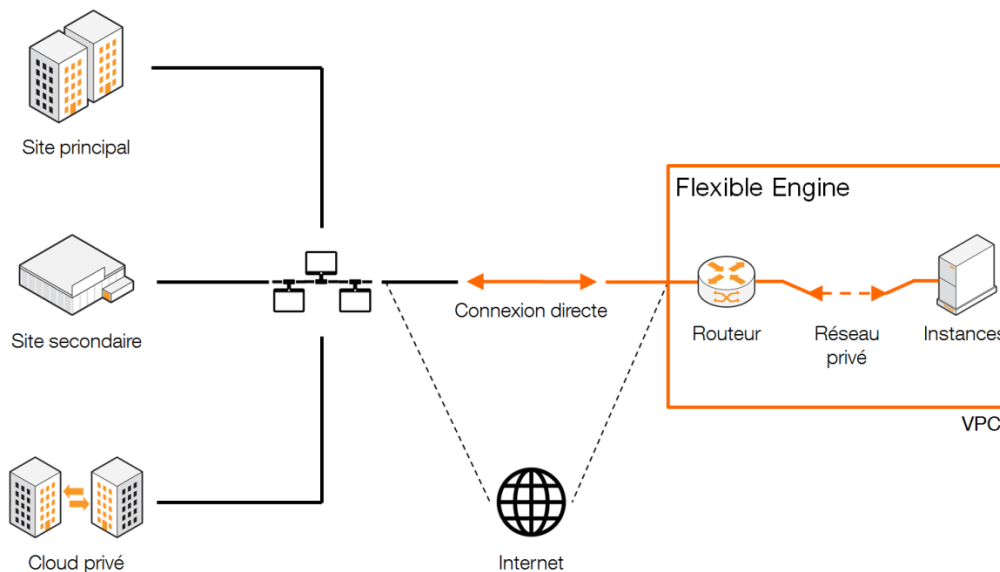 Site principal
Flexible Engine
Site secondaire
Connexion directe
Routeur
Réseau
privé
Instances
VPC
Cloud privé
Internet